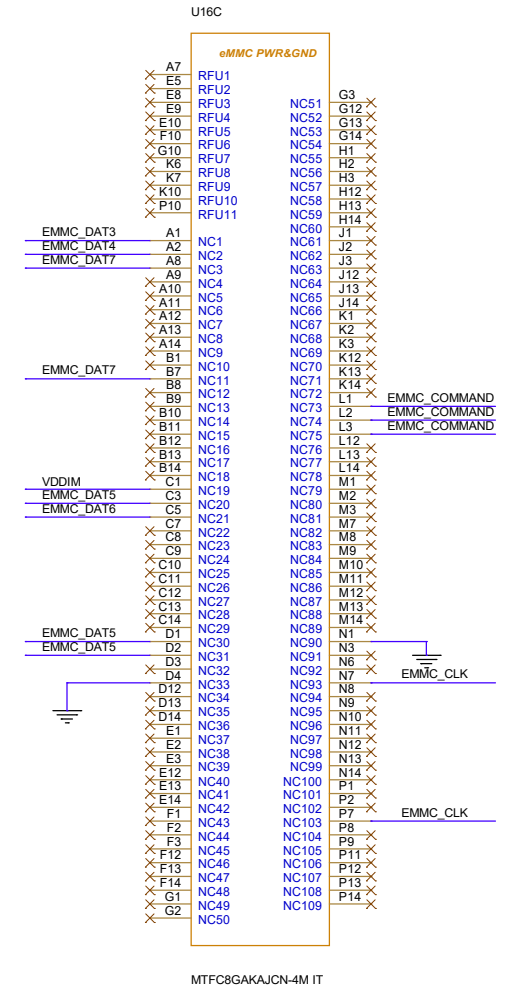 U16C
eMMC PWR&GND
A7 RFU1
E5 RFU2
E8 RFU3
E9 RFU4
E10 RFU5
F10 RFU6
G10 RFU7
K6 RFU8
K7 RFU9
K10 RFU10
P10 RFU11
EMMC_DAT3 A1 NC1
EMMC_DAT4 A2 NC2
EMMC_DAT7 A8 NC3
A9 NC4
A10 NC5
A11 NC6
A12 NC7
A13 NC8
A14 NC9
B1 NC10
EMMC_DAT7 B7 NC11
B8 NC12
B9 NC13
B10 NC14
B11 NC15
B12 NC16
B13 NC17
B14 NC18
VDDIM C1 NC19
EMMC_DAT5 C3 NC20
EMMC_DAT6 C5 NC21
C7 NC22
C8 NC23
C9 NC24
C10 NC25
C11 NC26
C12 NC27
C13 NC28
C14 NC29
EMMC_DAT5 D1 NC30
EMMC_DAT5 D2 NC31
D3 NC32
D4 NC33
D12 NC34
D13 NC35
D14 NC36
E1 NC37
E2 NC38
E3 NC39
E12 NC40
E13 NC41
E14 NC42
F1 NC43
F2 NC44
F3 NC45
F12 NC46
F13 NC47
F14 NC48
G1 NC49
G2 NC50
NC51 G3
NC52 G12
NC53 G13
NC54 G14
NC55 H1
NC56 H2
NC57 H3
NC58 H12
NC59 H13
NC60 H14
NC61 J1
NC62 J2
NC63 J3
NC64 J12
NC65 J13
NC66 J14
NC67 K1
NC68 K2
NC69 K3
NC70 K12
NC71 K13
NC72 K14
NC73 L1 EMMC_COMMAND
NC74 L2 EMMC_COMMAND
NC75 L3 EMMC_COMMAND
NC76 L12
NC77 L13
NC78 L14
NC79 M1
NC80 M2
NC81 M3
NC82 M7
NC83 M8
NC84 M9
NC85 M10
NC86 M11
NC87 M12
NC88 M13
NC89 M14
NC90 N1
NC91 N3
NC92 N6
NC93 N7 EMMC_CLK
NC94 N8
NC95 N9
NC96 N10
NC97 N11
NC98 N12
NC99 N13
NC100 N14
NC101 P1
NC102 P2
NC103 P7 EMMC_CLK
NC104 P8
NC105 P9
NC106 P11
NC107 P12
NC108 P13
NC109 P14
MTFC8GAKAJCN-4M IT